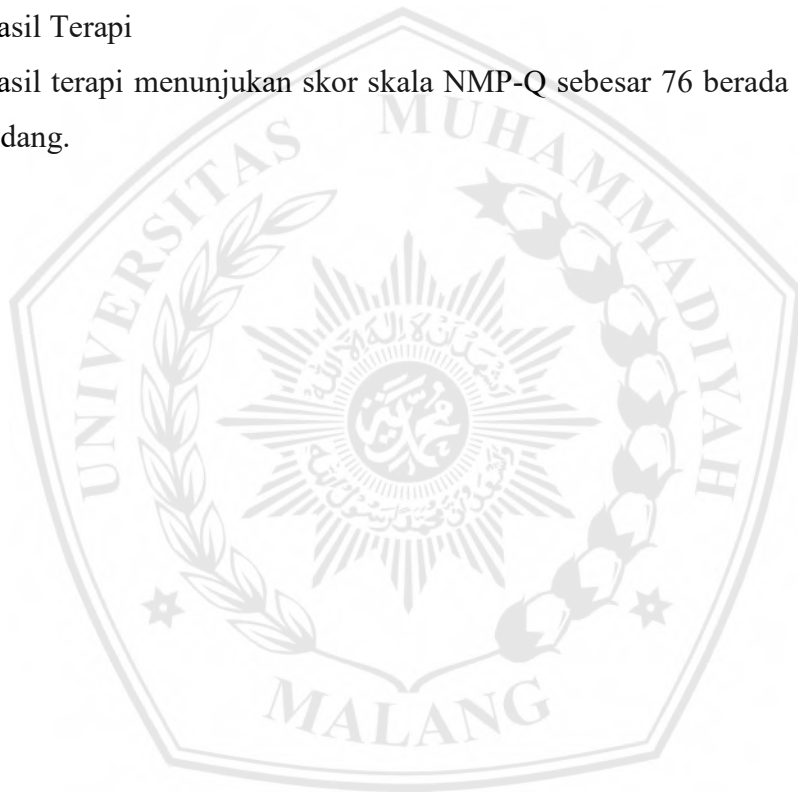 asil Terapi
asil terapi menunjukan skor skala NMP-Q sebesar 76 berada
dang.
UNIVERSITAS MUHAMMADIYAH
MALANG